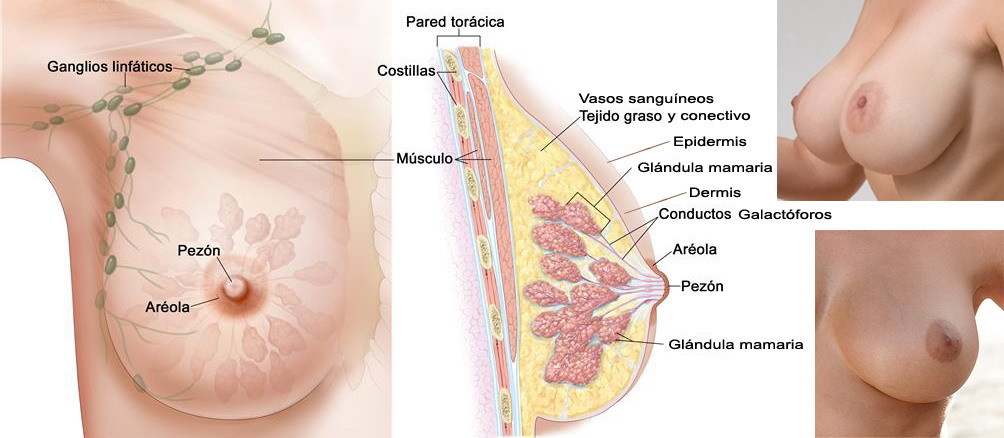 Ganglios linfáticos
Músculo
Pezón
Aréola
Pared torácica
Costillas
Vasos sanguíneos
Tejido graso y conectivo
Epidermis
Glándula mamaria
Dermis
Conductos Galactóforos
Aréola
Pezón
Glándula mamaria